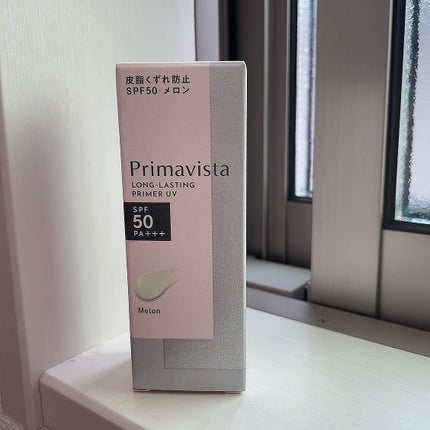 皮脂くずれ防止
SPF50 メロン
Primavista
LONG-LASTING
PRIMER UV
SPF
50
PA+++
Melon